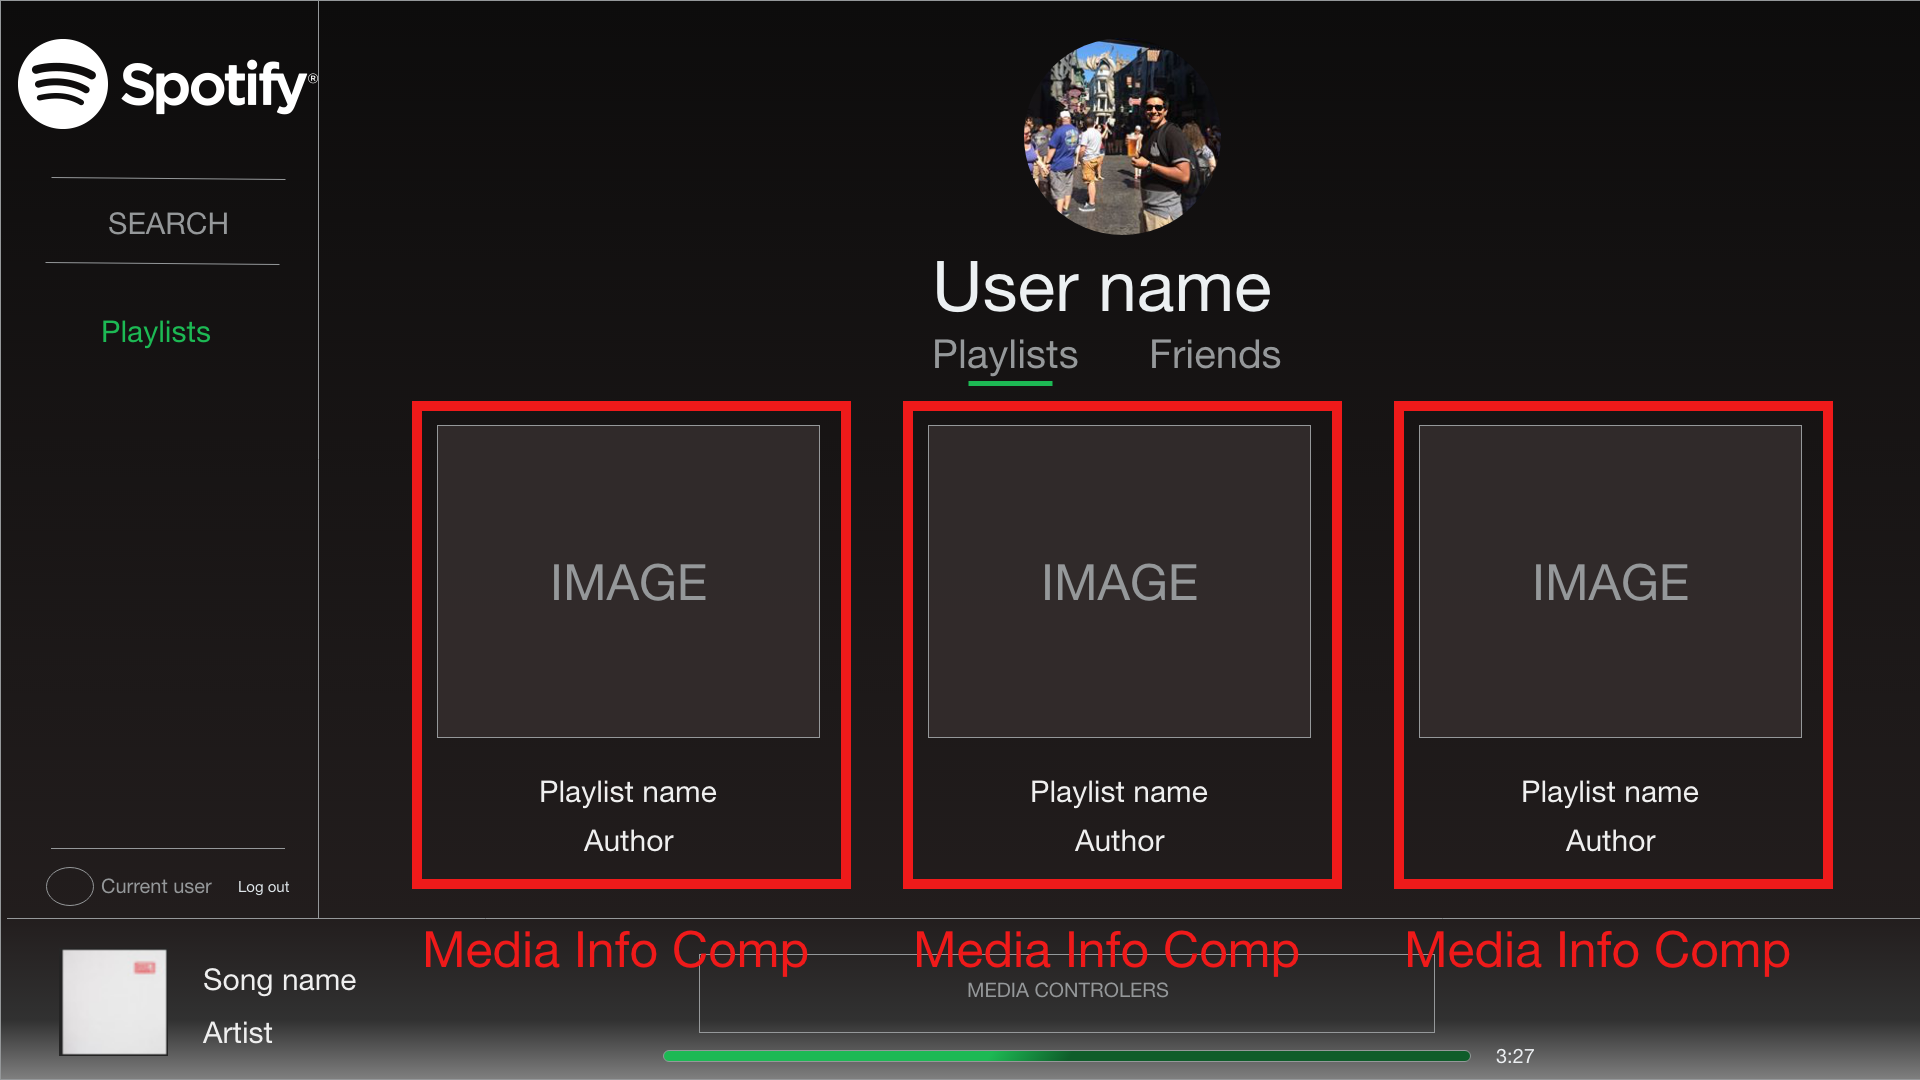 Spotify®
SEARCH
Playlists
Current user
Log out
User name
Playlists
Friends
IMAGE
Playlist name
Author
IMAGE
Playlist name
Author
IMAGE
Playlist name
Author
Media Info Comp
Media Info Comp
Media Info Comp
Song name
Artist
MEDIA CONTROLERS
3:27